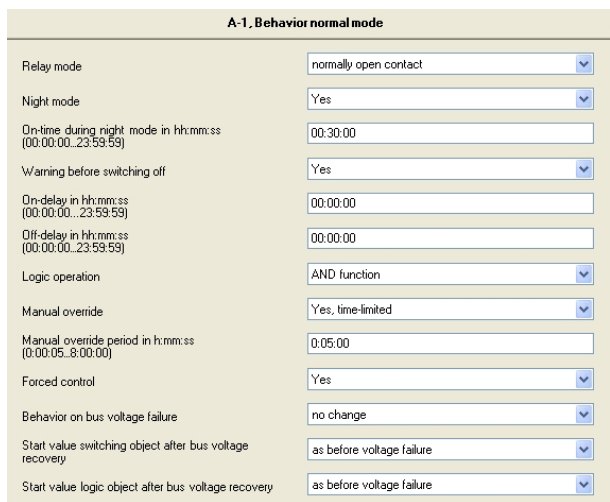 A-1, Behavior normal mode
Relay mode
normally open contact
Night mode
Yes
On-time during night mode in hh:mm:ss
(00:00:00...23:59:59)
00:30:00
Warning before switching off
Yes
On-delay in hh:mm:ss
(00:00:00...23:59:59)
00:00:00
Off-delay in hh:mm:ss
(00:00:00...23:59:59)
00:00:00
Logic operation
AND function
Manual override
Yes, time-limited
Manual override period in h:mm:ss
(0:00:05...8:00:00)
0:05:00
Forced control
Yes
Behavior on bus voltage failure
no change
Start value switching object after bus voltage
recovery
as before voltage failure
Start value logic object after bus voltage recovery
as before voltage failure